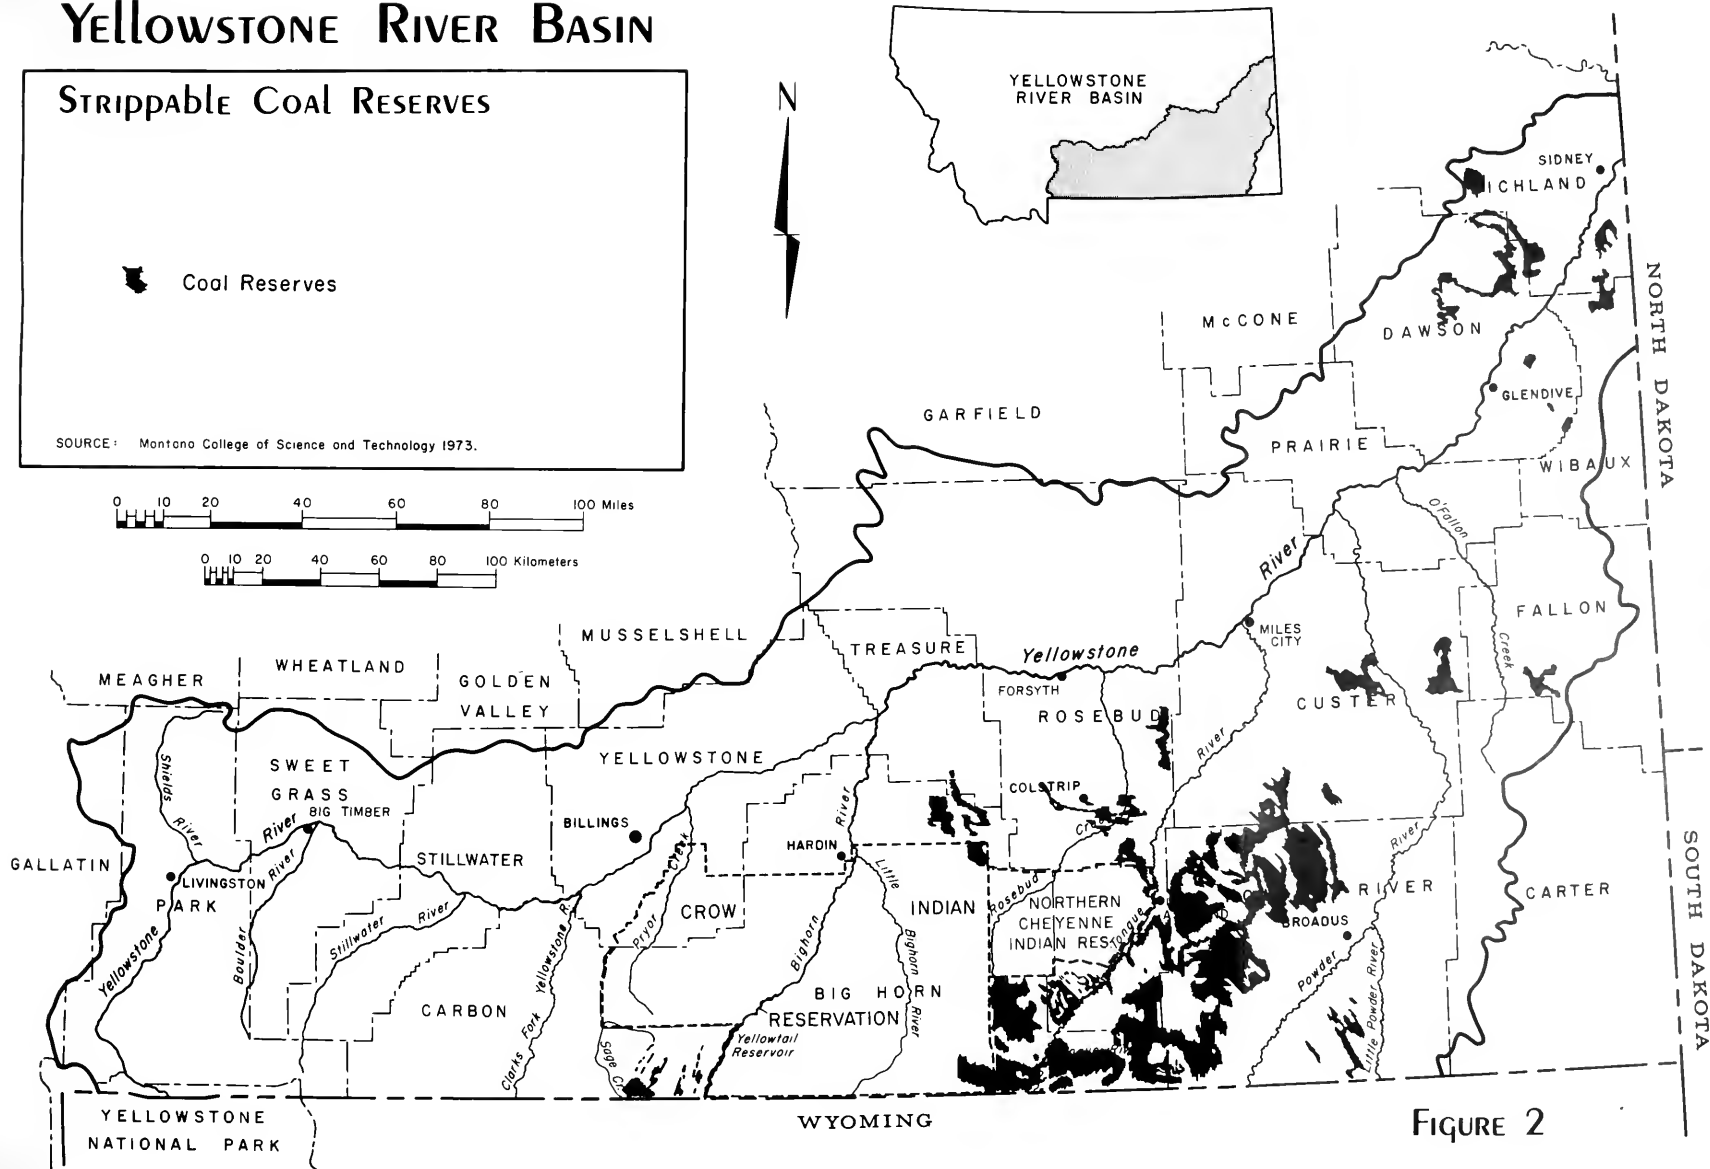 Yellowstone River Basin
Strippable Coal Reserves
Coal Reserves
SOURCE: Montana College of Science and Technology 1973.
0 10 20 40 60 80 100 Miles
0 10 20 40 60 80 100 Kilometers
N
YELLOWSTONE
RIVER BASIN
SIDNEY
ICHLAND
NORTH DAKOTA
McCONE
DAWSON
GLENDIVE
GARFIELD
PRAIRIE
WIBAUX
O'Fallon
Creek
River
FALLON
MUSSELSHELL
TREASURE
Yellowstone
MILES
CITY
FORSYTH
MEAGHER
WHEATLAND
GOLDEN
VALLEY
ROSEBUD
CUSTER
Shields
River
SWEET
GRASS
BIG TIMBER
YELLOWSTONE
COLSTRIP
River
River
BILLINGS
River
HARDIN
Creek
GALLATIN
LIVINGSTON
River
River
STILLWATER
Little
Rosebud
River
RIVER
CARTER
SOUTH DAKOTA
PARK
CROW
INDIAN
NORTHERN
CHEYENNE
INDIAN RES.
Tongue
BROADUS
Yellowstone
Boulder
Stillwater River
Yellowstone R.
Pryor
Bighorn
Bighorn
River
Powder
Little Powder River
CARBON
Clarks Fork
BIG HORN
RESERVATION
Yellowtail
Reservoir
Sage Cr.
YELLOWSTONE
NATIONAL PARK
WYOMING
Figure 2